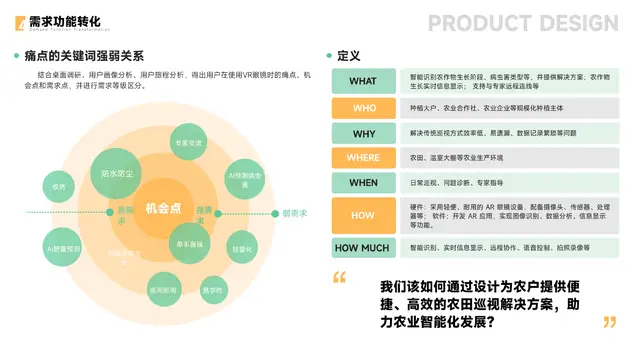 4 需求功能转化
Demand Function Transformation
PRODUCT DESIGN
痛点的关键词强弱关系
结合桌面调研、用户画像分析、用户旅程分析，得出用户在使用VR眼镜时的痛点、机
会点和需求点，并进行需求等级区分。
专家交流
防水防尘
AI预测病虫
害
收费
机会点
强需
求
弱需求
AI测量预测
单手盲操
轻量化
夜间照明
易学性
定义
WHAT
智能识别农作物生长阶段、病虫害类型等，并提供解决方案；农作物
生长实时信息显示； 支持与专家远程连线等
WHO
种植大户、农业合作社、农业企业等规模化种植主体
WHY
解决传统巡视方式效率低、易遗漏、数据记录繁琐等问题
WHERE
农田、温室大棚等农业生产环境
WHEN
日常巡视、问题诊断、专家指导
HOW
硬件：采用轻便、耐用的 AR 眼镜设备，配备摄像头、传感器、处理
器等； 软件：开发 AR 应用，实现图像识别、数据分析、信息显示
等功能。
HOW MUCH
智能识别、实时信息显示、远程协作、语音控制、拍照录像等
“
我们该如何通过设计为农户提供便
捷、高效的农田巡视解决方案，助
力农业智能化发展？
”